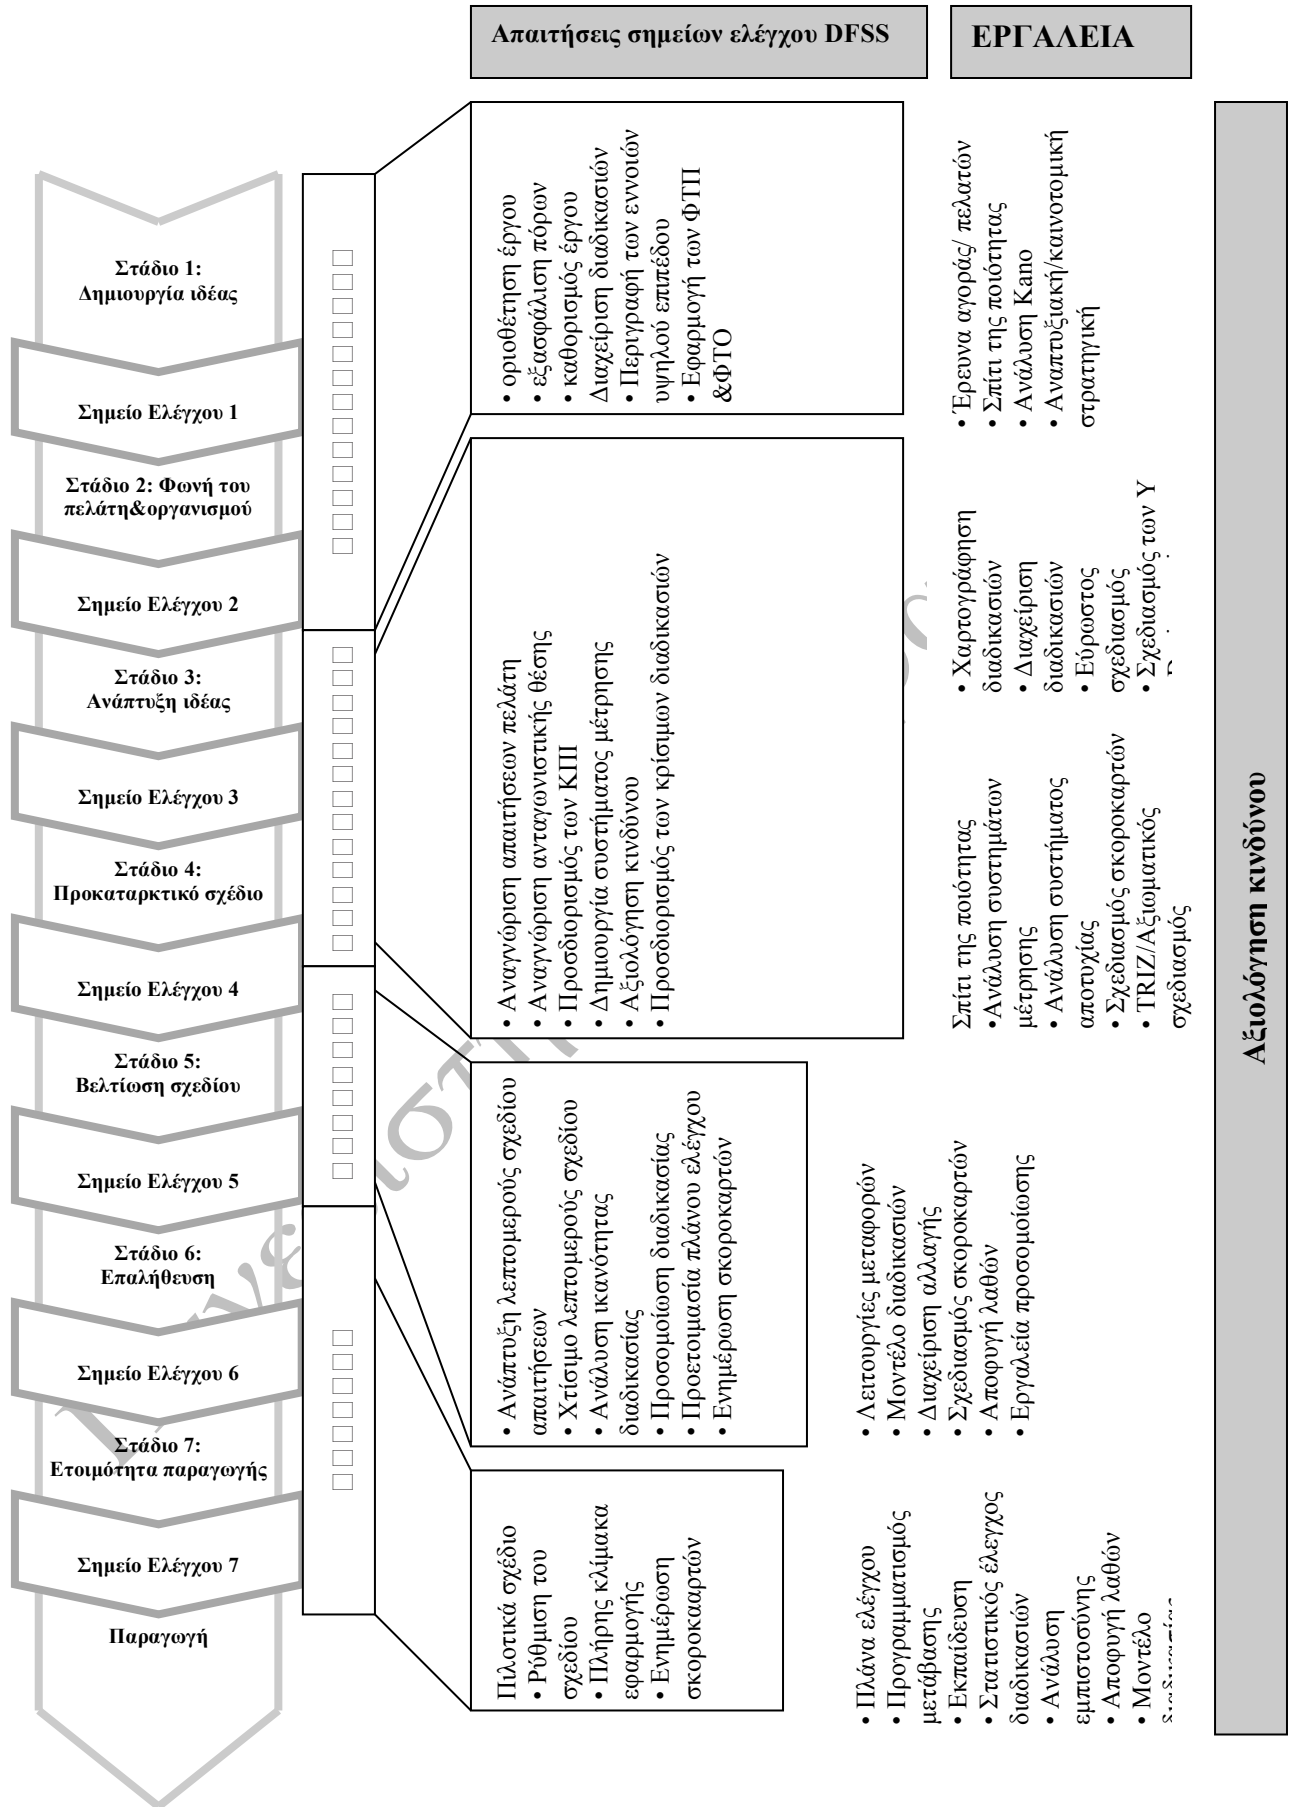 Απαιτήσεις σημείων ελέγχου DFSS
ΕΡΓΑΛΕΙΑ
Στάδιο 1:
Δημιουργία ιδέας
Σημείο Ελέγχου 1
Στάδιο 2: Φωνή του
πελάτη&οργανισμού
Σημείο Ελέγχου 2
Στάδιο 3:
Ανάπτυξη ιδέας
Σημείο Ελέγχου 3
Στάδιο 4:
Προκαταρκτικό σχέδιο
Σημείο Ελέγχου 4
Στάδιο 5:
Βελτίωση σχεδίου
Σημείο Ελέγχου 5
Στάδιο 6:
Επαλήθευση
Σημείο Ελέγχου 6
Στάδιο 7:
Ετοιμότητα παραγωγής
Σημείο Ελέγχου 7
Παραγωγή
• οριοθέτηση έργου
• εξασφάλιση πόρων
• καθορισμός έργου
Διαχείριση διαδικασιών
• Περιγραφή των εννοιών
υψηλού επιπέδου
• Εφαρμογή των ΦΤΠ
&ΦΤΟ
• Αναγνώριση απαιτήσεων πελάτη
• Αναγνώριση ανταγωνιστικής θέσης
• Προσδιορισμός των ΚΠΙ
• Δημιουργία συστήματος μέτρησης
• Αξιολόγηση κινδύνου
• Προσδιορισμός των κρίσιμων διαδικασιών
• Ανάπτυξη λεπτομερούς σχεδίου
απαιτήσεων
• Χτίσιμο λεπτομερούς σχεδίου
• Ανάλυση ικανότητας
διαδικασίας
• Προσομοίωση διαδικασίας
• Προετοιμασία πλάνου ελέγχου
• Ενημέρωση σκοροκαρτών
Πιλοτικά σχέδιο
• Ρύθμιση του
σχεδίου
• Πλήρης κλίμακα
εφαρμογής
• Ενημέρωση
σκοροκααρτών
• Έρευνα αγοράς/ πελατών
• Σπίτι της ποιότητας
• Ανάλυση Kano
• Αναπτυξιακή/καινοτομική
στρατηγική
• Χαρτογράφηση
διαδικασιών
• Διαχείριση
διαδικασιών
• Εύρωστος
σχεδιασμός
• Σχεδιασμός των Υ
Σπίτι της ποιότητας
•Ανάλυση συστημάτων
μέτρησης
• Ανάλυση συστήματος
αποτυχίας
• Σχεδιασμός σκοροκαρτών
• TRIZ/Αξιωματικός
σχεδιασμός
• Λειτουργίες μεταφορών
• Μοντέλο διαδικασιών
• Διαχείριση αλλαγής
• Σχεδιασμός σκοροκαρτών
• Αποφυγή λαθών
• Εργαλεία προσομοίωσης
• Πλάνα ελέγχου
• Προγραμματισμός
μετάβασης
• Εκπαίδευση
• Στατιστικός έλεγχος
διαδικασιών
• Ανάλυση
εμπιστοσύνης
• Αποφυγή λαθών
• Μοντέλο
Αξιολόγηση κινδύνου